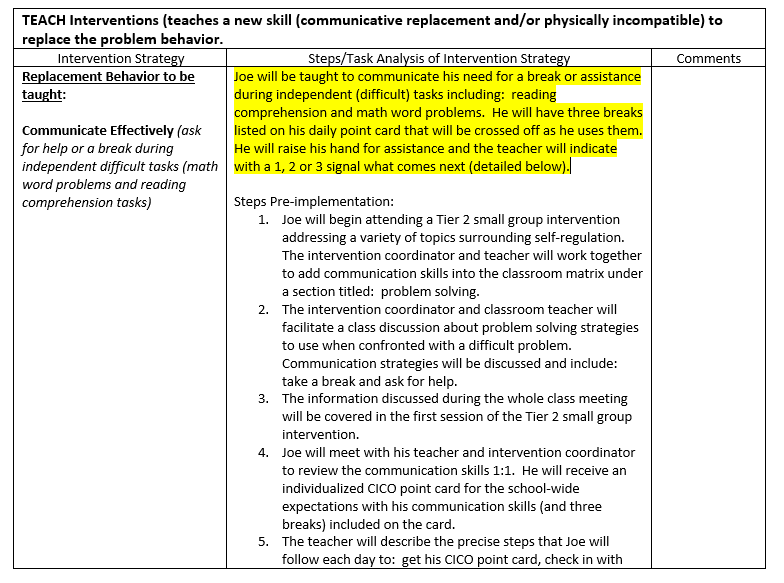 TEACH Interventions (teaches a new skill (communicative replacement and/or physically incompatible) to
replace the problem behavior.
Intervention Strategy
Steps/Task Analysis of Intervention Strategy
Comments
Replacement Behavior to be
taught:
Communicate Effectively (ask
for help or a break during
independent difficult tasks (math
word problems and reading
comprehension tasks)
Joe will be taught to communicate his need for a break or assistance
during independent (difficult) tasks including:  reading
comprehension and math word problems.  He will have three breaks
listed on his daily point card that will be crossed off as he uses them.
He will raise his hand for assistance and the teacher will indicate
with a 1, 2 or 3 signal what comes next (detailed below).
Steps Pre-implementation:
1. Joe will begin attending a Tier 2 small group intervention
addressing a variety of topics surrounding self-regulation.
The intervention coordinator and teacher will work together
to add communication skills into the classroom matrix under
a section titled:  problem solving.
2. The intervention coordinator and classroom teacher will
facilitate a class discussion about problem solving strategies
to use when confronted with a difficult problem.
Communication strategies will be discussed and include:
take a break and ask for help.
3. The information discussed during the whole class meeting
will be covered in the first session of the Tier 2 small group
intervention.
4. Joe will meet with his teacher and intervention coordinator
to review the communication skills 1:1.  He will receive an
individualized CICO point card for the school-wide
expectations with his communication skills (and three
breaks) included on the card.
5. The teacher will describe the precise steps that Joe will
follow each day to:  get his CICO point card, check in with